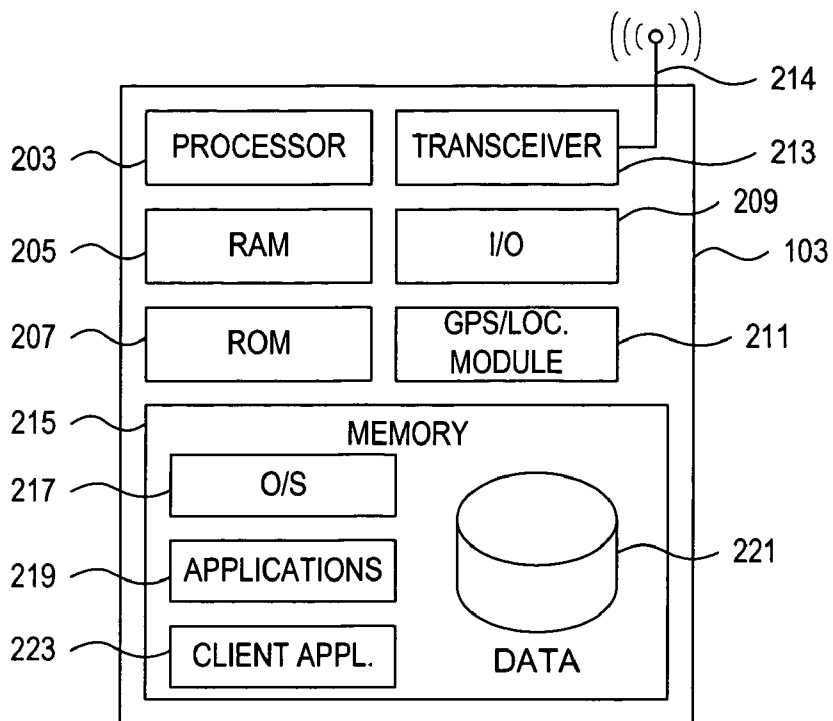 214
203
PROCESSOR
TRANSCEIVER
213
209
205
RAM
I/O
103
207
ROM
GPS/LOC.
MODULE
211
215
MEMORY
217
O/S
219
APPLICATIONS
221
223
CLIENT APPL.
DATA